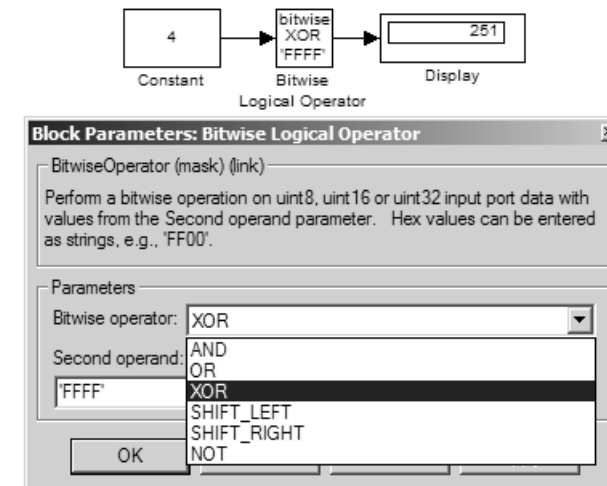 4
bitwise
XOR
'FFFF'
251
Constant
Bitwise
Logical Operator
Display
Block Parameters: Bitwise Logical Operator
BitwiseOperator (mask) (link)
Perform a bitwise operation on uint8, uint16 or uint32 input port data with
values from the Second operand parameter. Hex values can be entered
as strings, e.g., 'FF00'.
Parameters
Bitwise operator: XOR
Second operand:
'FFFF'
AND
OR
XOR
SHIFT_LEFT
SHIFT_RIGHT
NOT
OK